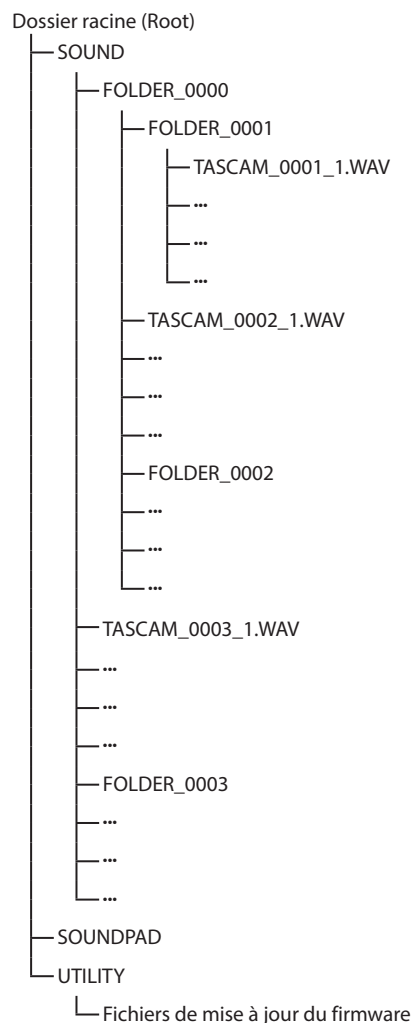 Dossier racine (Root)
SOUND
FOLDER_0000
FOLDER_0001
TASCAM_0001_1.WAV
...
...
...
TASCAM_0002_1.WAV
...
...
...
FOLDER_0002
...
...
...
TASCAM_0003_1.WAV
...
...
...
FOLDER_0003
...
...
...
SOUNDPAD
UTILITY
Fichiers de mise à jour du firmware